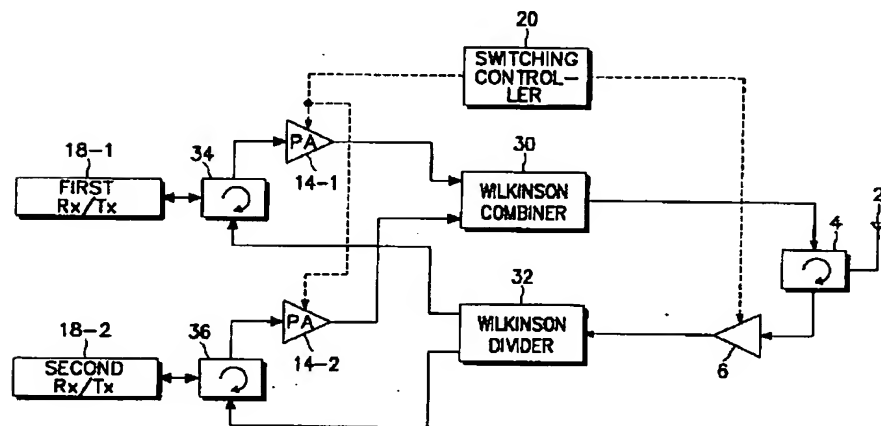 20
SWITCHING
CONTROL-
LER
18-1
34
PA
14-1
30
FIRST
Rx/Tx
WILKINSON
COMBINER
2
4
18-2
36
PA
14-2
32
WILKINSON
DIVIDER
6
SECOND
Rx/Tx